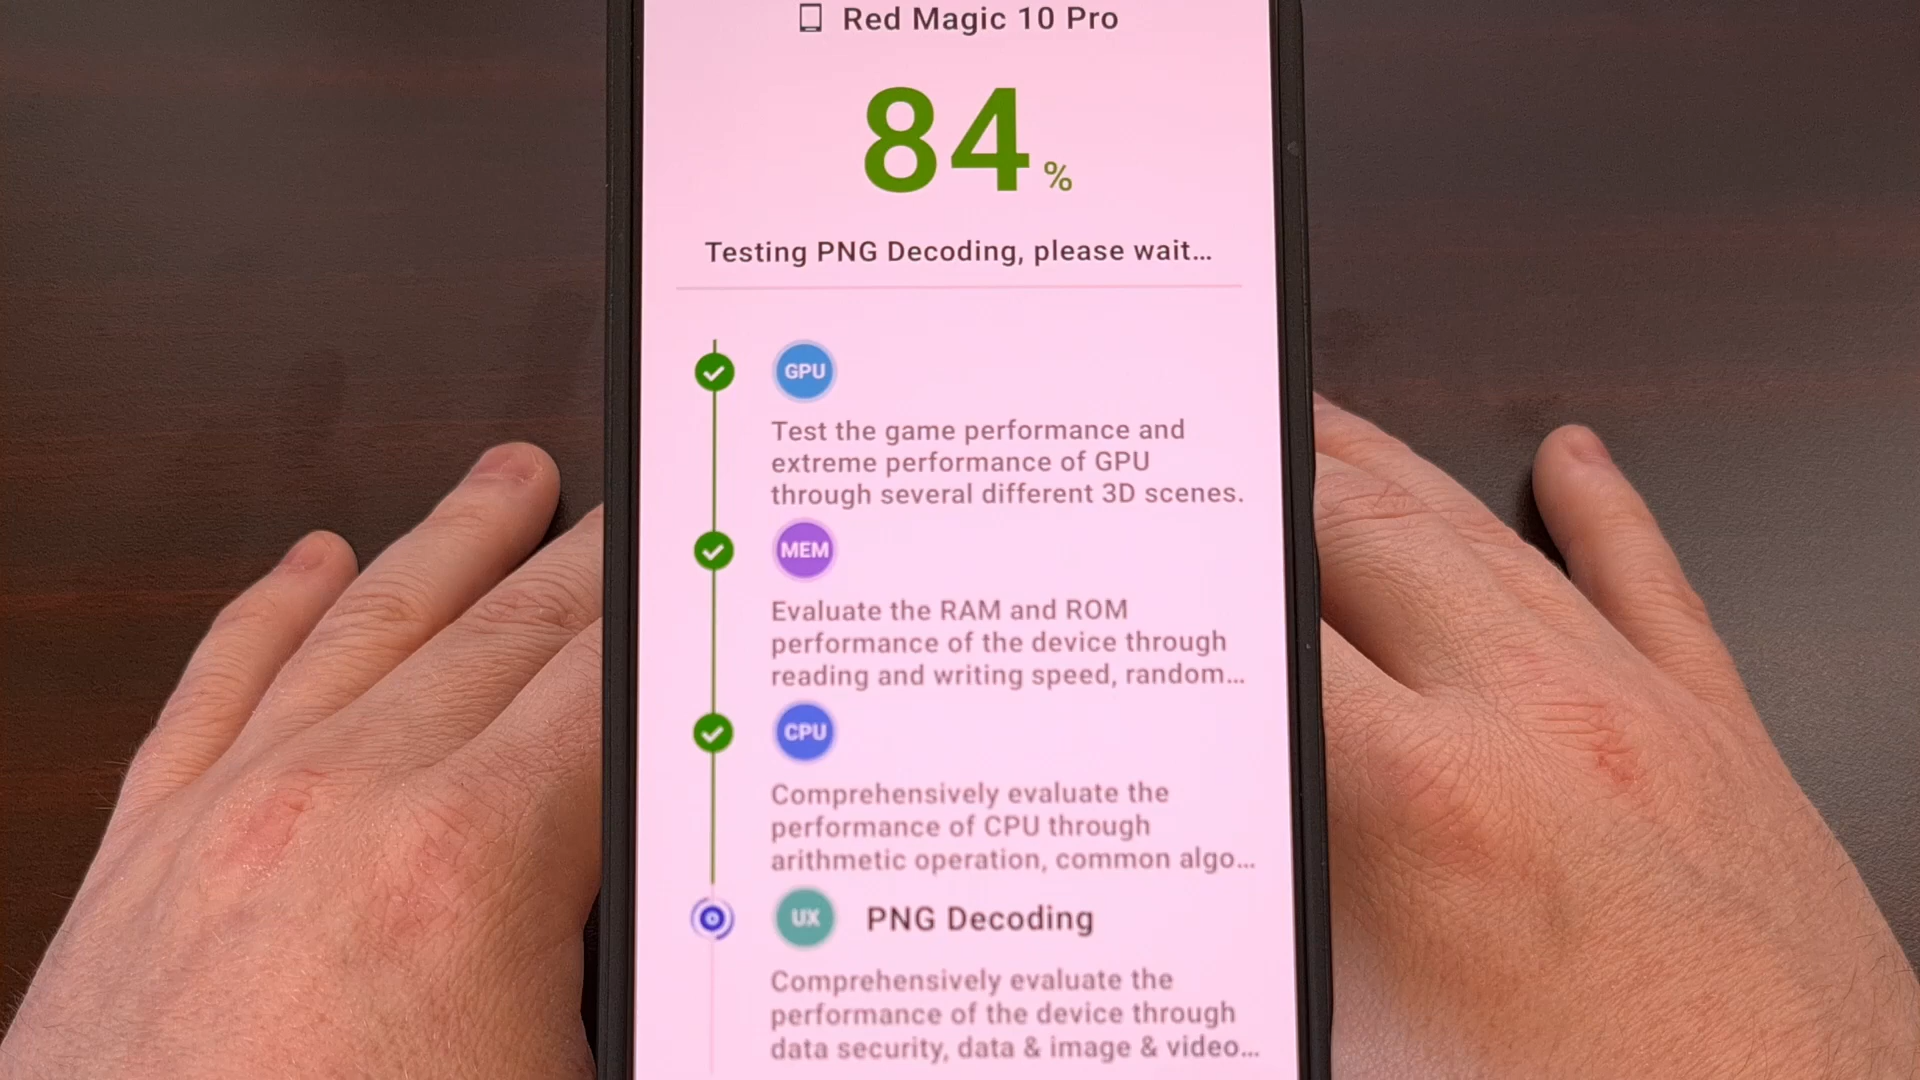 Red Magic 10 Pro
84 %
Testing PNG Decoding, please wait...
GPU
Test the game performance and
extreme performance of GPU
through several different 3D scenes.
MEM
Evaluate the RAM and ROM
performance of the device through
reading and writing speed, random...
CPU
Comprehensively evaluate the
performance of CPU through
arithmetic operation, common algo...
UX PNG Decoding
Comprehensively evaluate the
performance of the device through
data security, data & image & video...